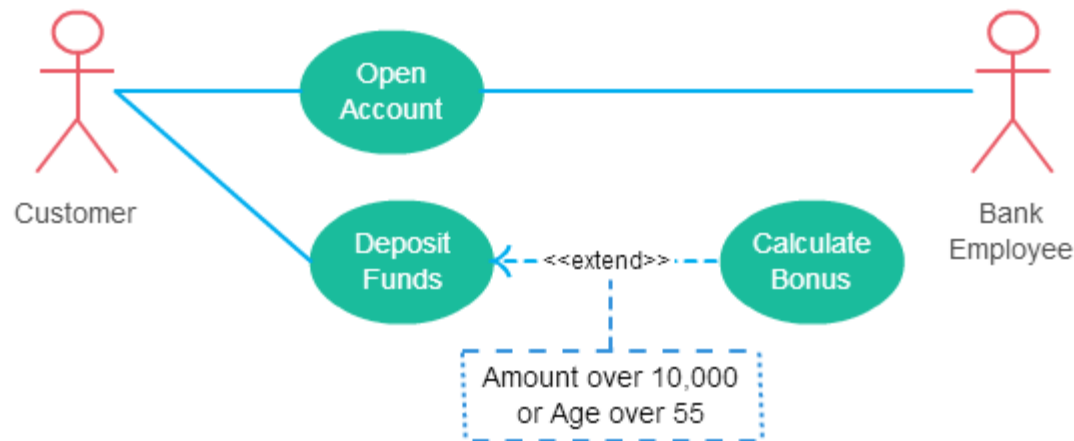 Open
Account
Customer
Bank
Employee
Deposit
Funds
<<extend>>
Calculate
Bonus
Amount over 10,000
or Age over 55